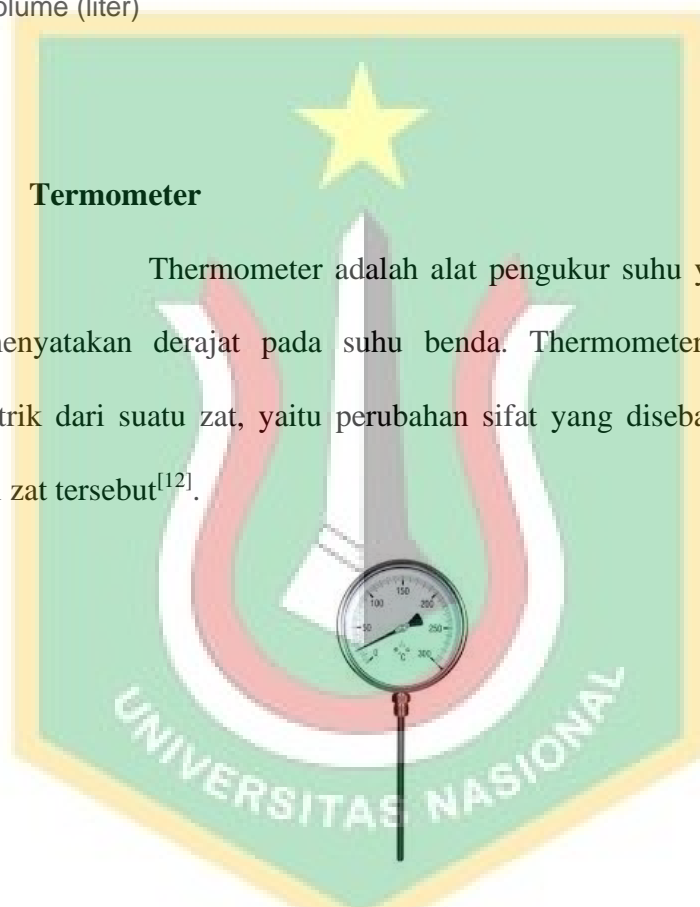 olume (liter)
Termometer
Thermometer adalah alat pengukur suhu y
menyatakan derajat pada suhu benda. Thermometer
trik dari suatu zat, yaitu perubahan sifat yang diseba
zat tersebut[12].
0 50 100 150 200 250 300
°C
UNIVERSITAS NASIONAL